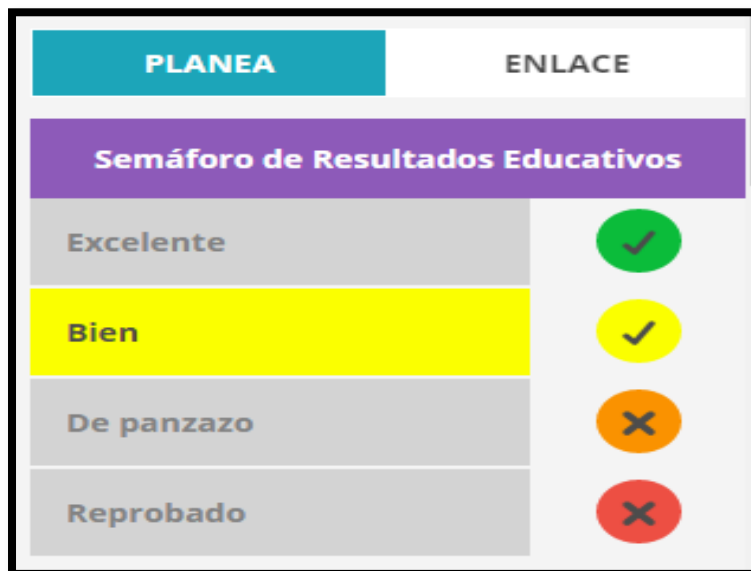 PLANEA ENLACE
Semáforo de Resultados Educativos
Excelente
Bien
De panzazo
Reprobado